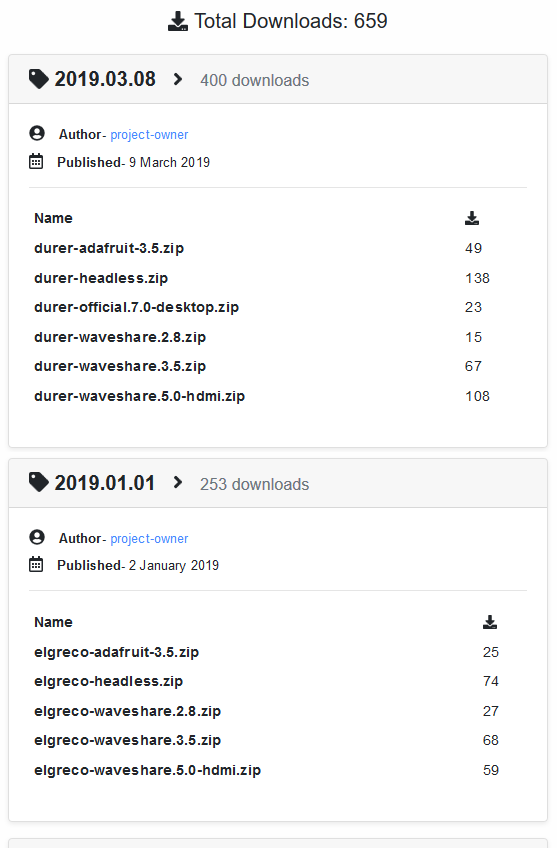 Total Downloads: 659
2019.03.08 400 downloads
Author- project-owner
Published- 9 March 2019
Name
durer-adafruit-3.5.zip 49
durer-headless.zip 138
durer-official.7.0-desktop.zip 23
durer-waveshare.2.8.zip 15
durer-waveshare.3.5.zip 67
durer-waveshare.5.0-hdmi.zip 108
2019.01.01 253 downloads
Author- project-owner
Published- 2 January 2019
Name
elgreco-adafruit-3.5.zip 25
elgreco-headless.zip 74
elgreco-waveshare.2.8.zip 27
elgreco-waveshare.3.5.zip 68
elgreco-waveshare.5.0-hdmi.zip 59